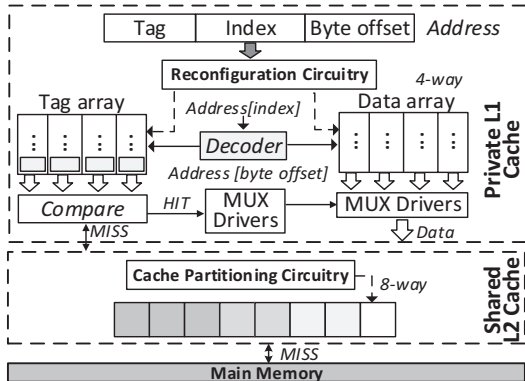 Tag Index Byte offset Address
Reconfiguration Circuitry
4-way
Tag array Address[index] Data array
Decoder
Address [byte offset]
Compare HIT MUX Drivers MUX Drivers
MISS Data
Private L1 Cache
Cache Partitioning Circuitry
8-way
Shared L2 Cache
MISS
Main Memory